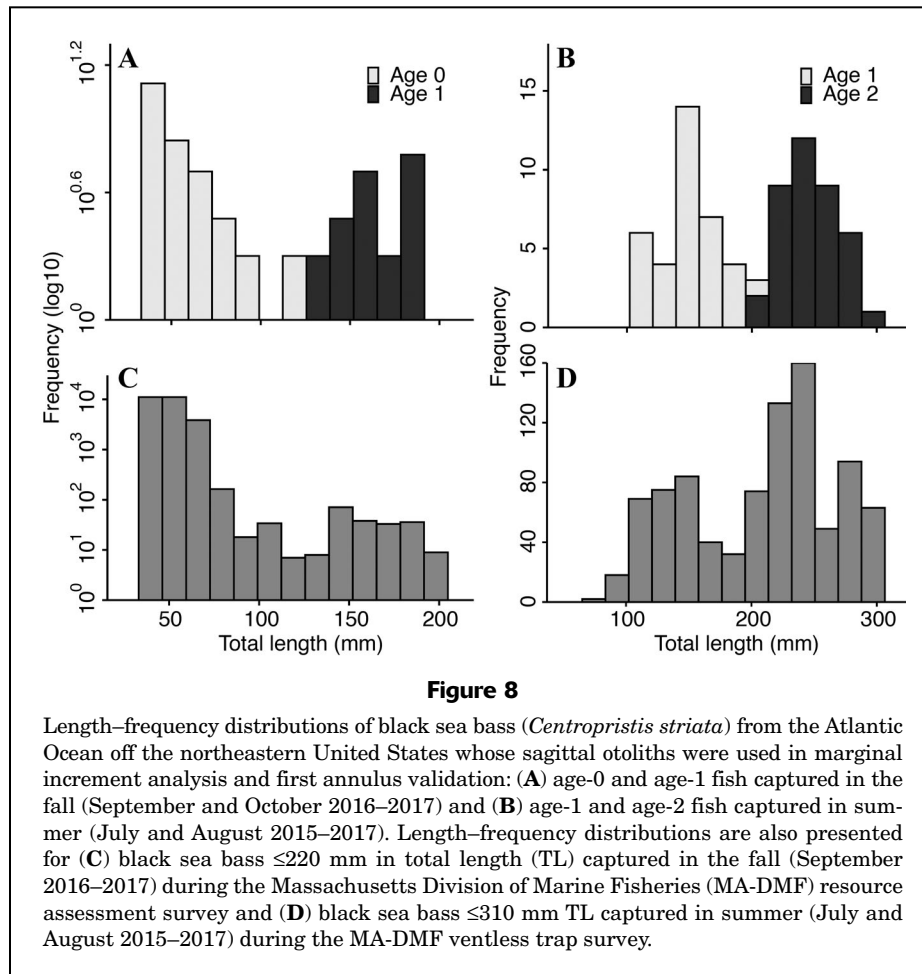 A
Age 0
Age 1
Frequency (log10)
10^0
10^0.6
10^1.2
B
Age 1
Age 2
Frequency
0
5
10
15
C
10^0
10^1
10^2
10^3
10^4
50
100
150
200
Total length (mm)
D
0
40
80
120
160
100
200
300
Total length (mm)
Figure 8
Length–frequency distributions of black sea bass (Centropristis striata) from the Atlantic
Ocean off the northeastern United States whose sagittal otoliths were used in marginal
increment analysis and first annulus validation: (A) age-0 and age-1 fish captured in the
fall (September and October 2016–2017) and (B) age-1 and age-2 fish captured in sum-
mer (July and August 2015–2017). Length–frequency distributions are also presented
for (C) black sea bass ≤220 mm in total length (TL) captured in the fall (September
2016–2017) during the Massachusetts Division of Marine Fisheries (MA-DMF) resource
assessment survey and (D) black sea bass ≤310 mm TL captured in summer (July and
August 2015–2017) during the MA-DMF ventless trap survey.